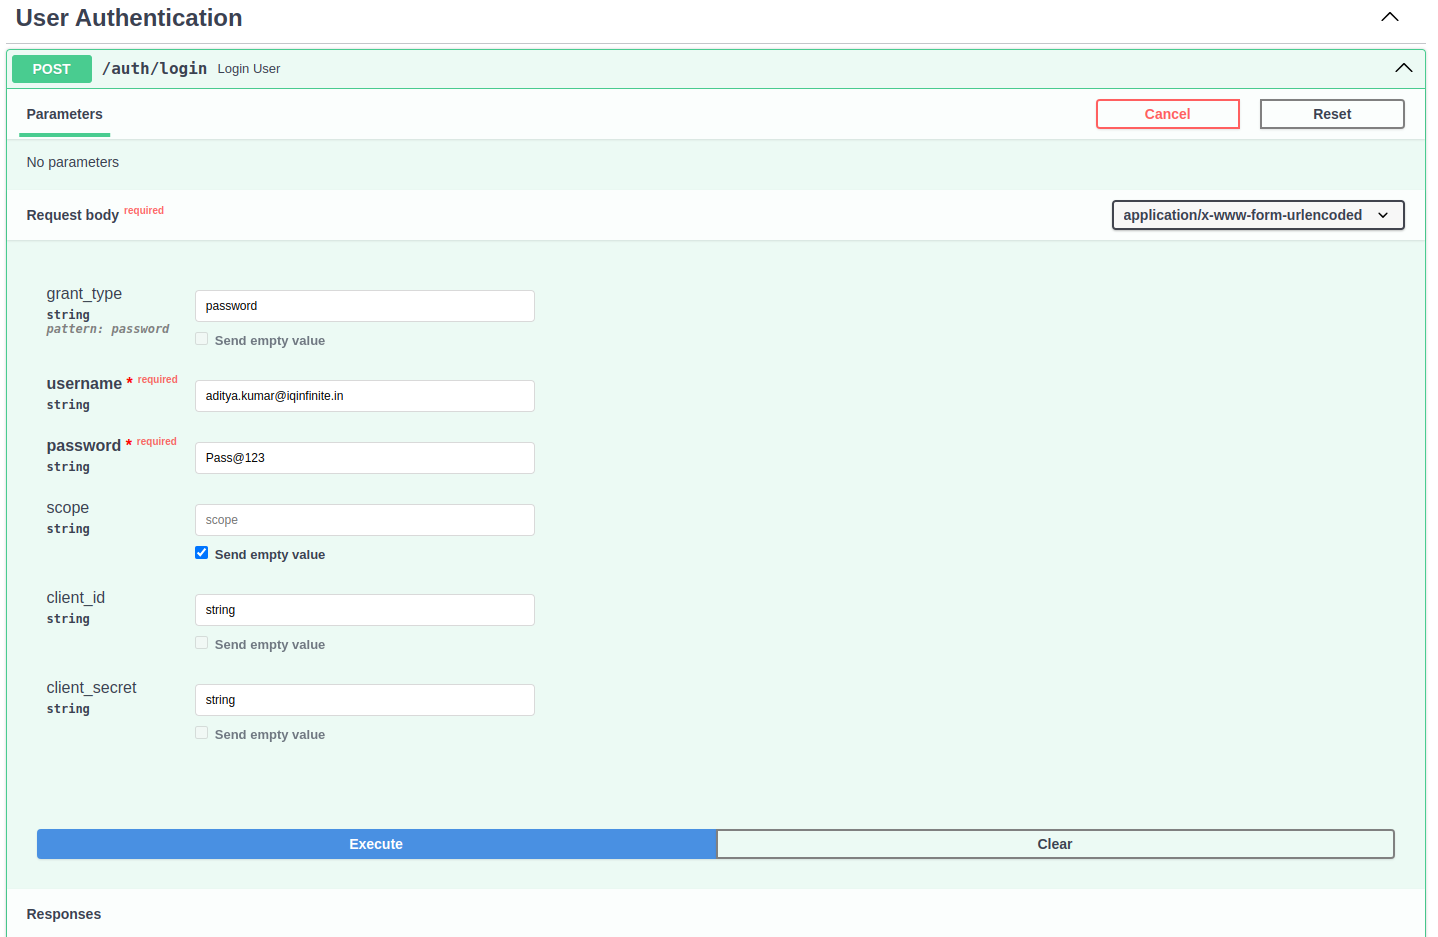 User Authentication
POST /auth/login Login User
Parameters
Cancel
Reset
No parameters
Request body required
application/x-www-form-urlencoded
grant_type
string
pattern: password
password
Send empty value
username * required
string
aditya.kumar@iqinfinite.in
password * required
string
Pass@123
scope
string
scope
Send empty value
client_id
string
string
Send empty value
client_secret
string
string
Send empty value
Execute
Clear
Responses